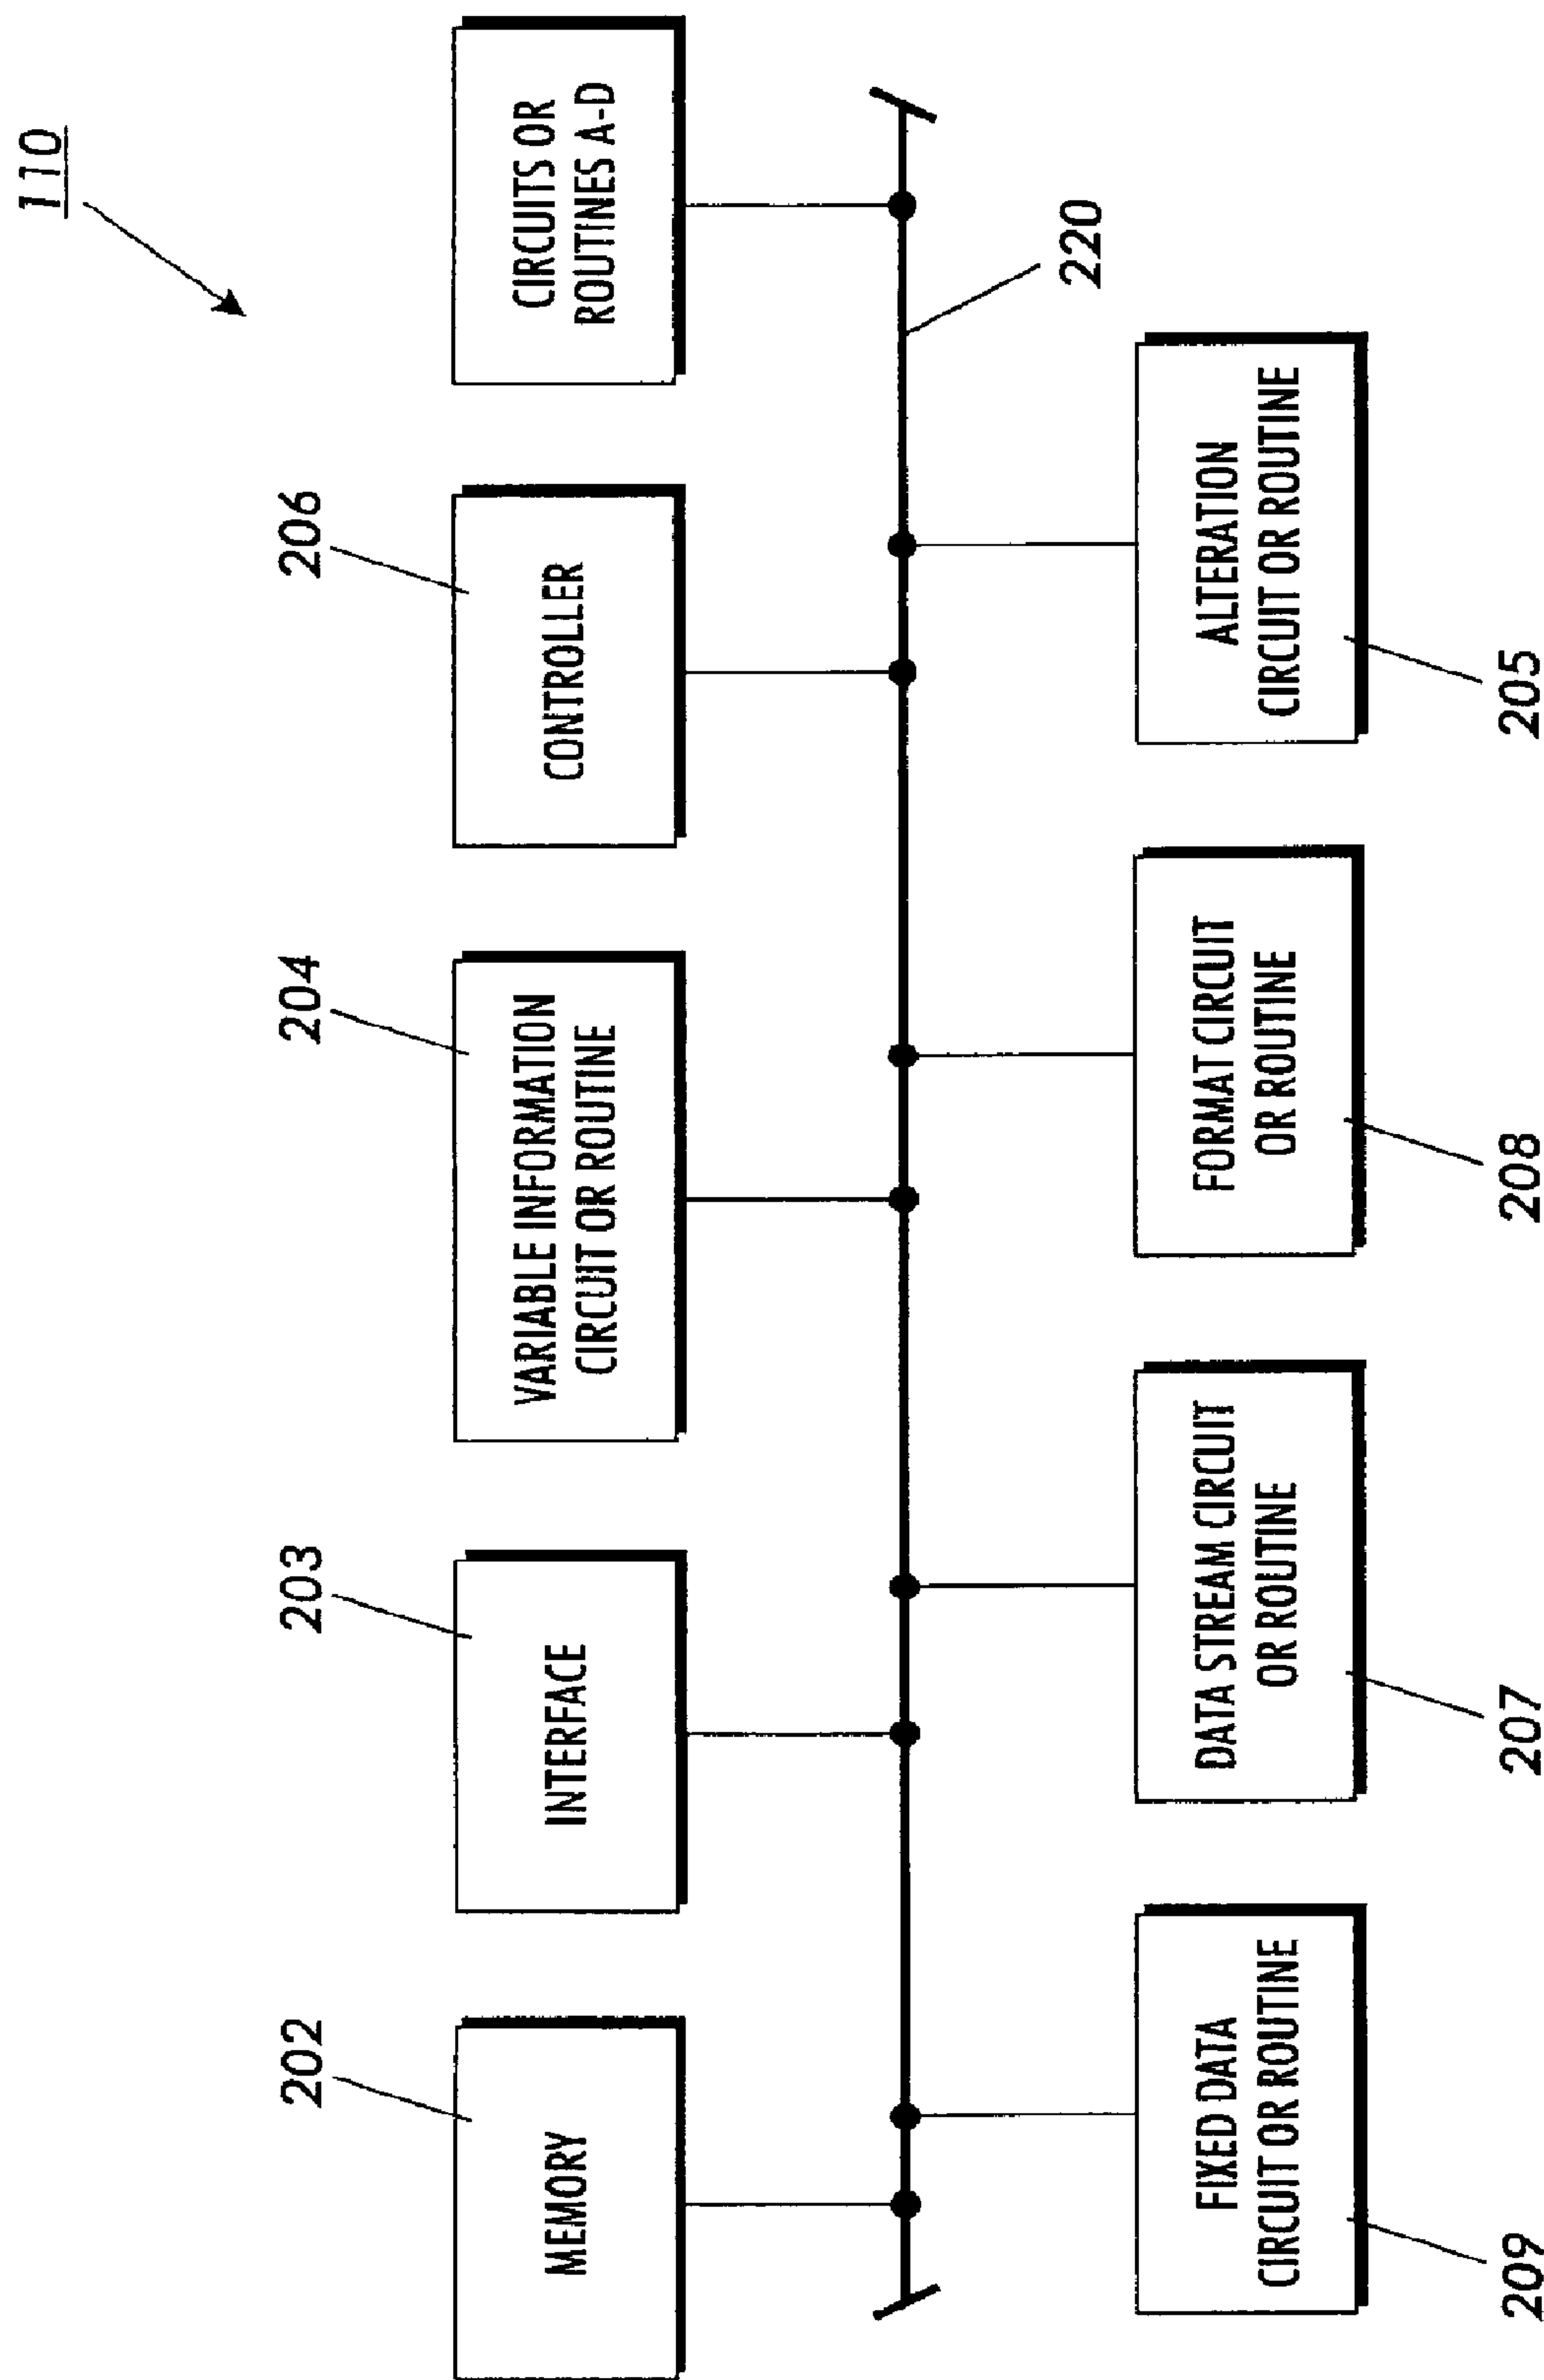 110
202
203
204
206
MEMORY
INTERFACE
VARIABLE INFORMATION
CIRCUIT OR ROUTINE
CONTROLLER
CIRCUITS OR
ROUTINES A-D
220
FIXED DATA
CIRCUIT OR ROUTINE
DATA STREAM CIRCUIT
OR ROUTINE
FORMAT CIRCUIT
OR ROUTINE
ALTERATION
CIRCUIT OR ROUTINE
209
207
208
205